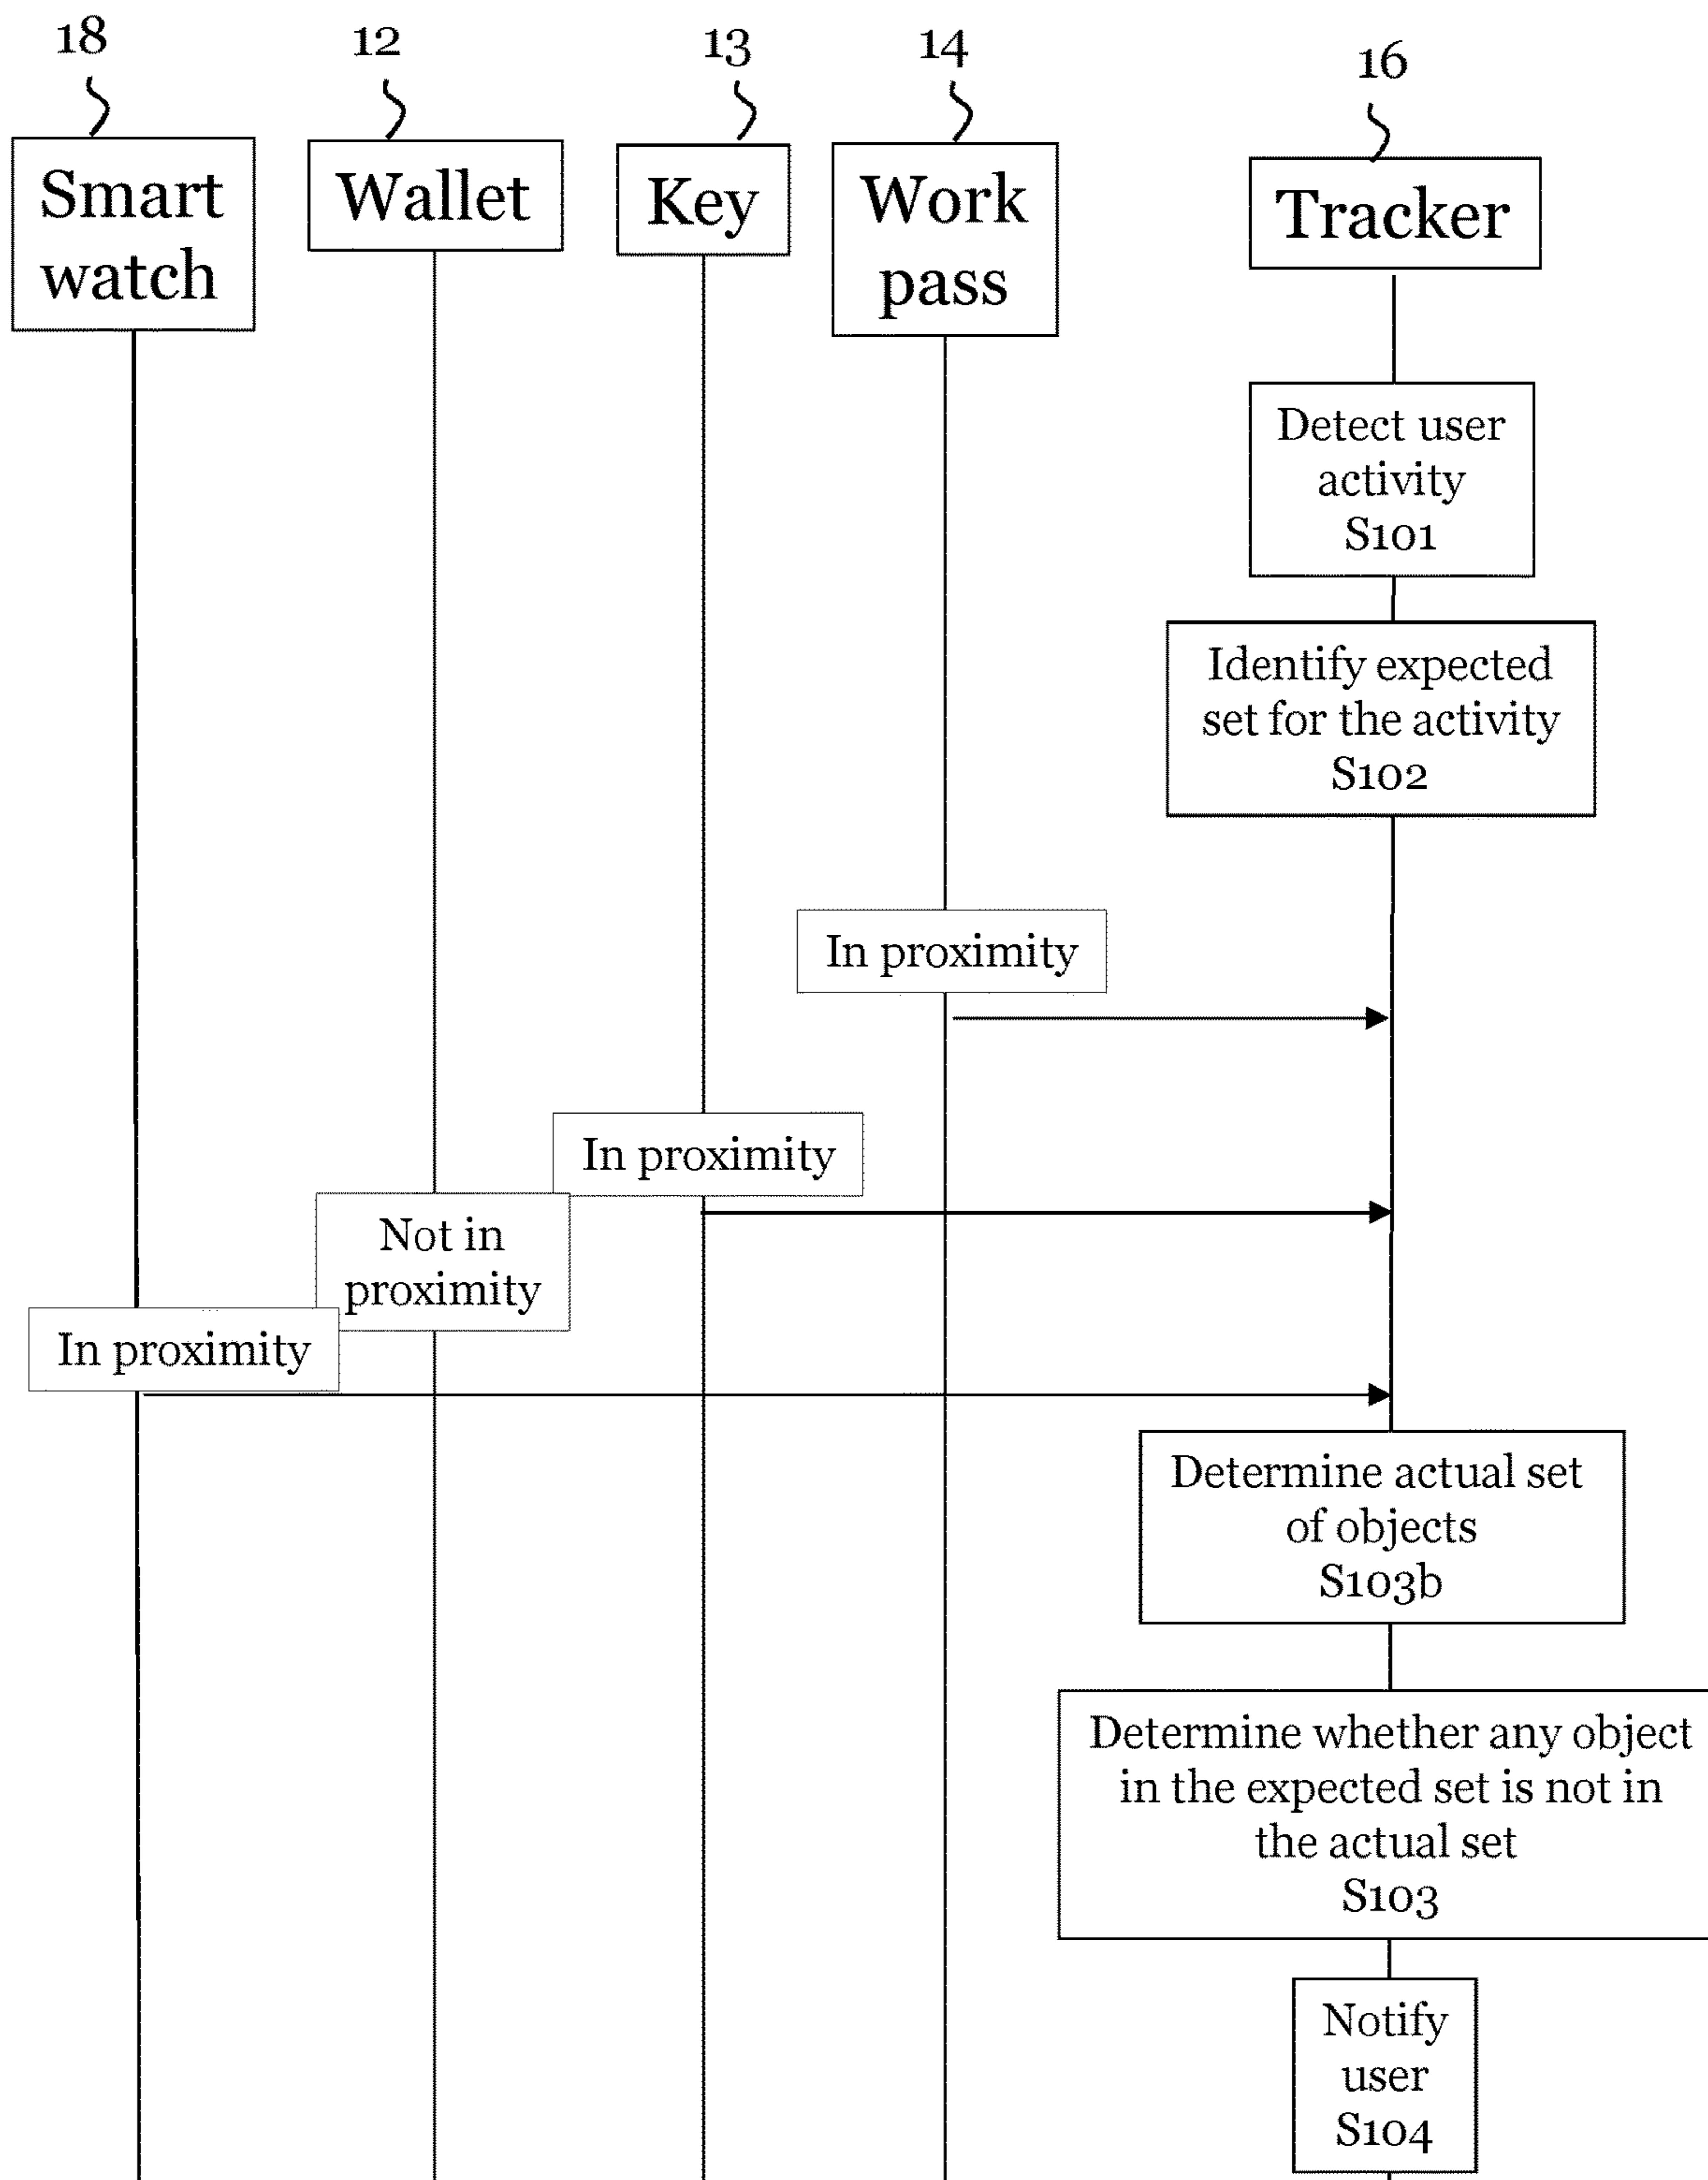 18
12
13
14
16
Smart
watch
Wallet
Key
Work
pass
Tracker
Detect user
activity
S101
Identify expected
set for the activity
S102
In proximity
In proximity
Not in
proximity
In proximity
Determine actual set
of objects
S103b
Determine whether any object
in the expected set is not in
the actual set
S103
Notify
user
S104